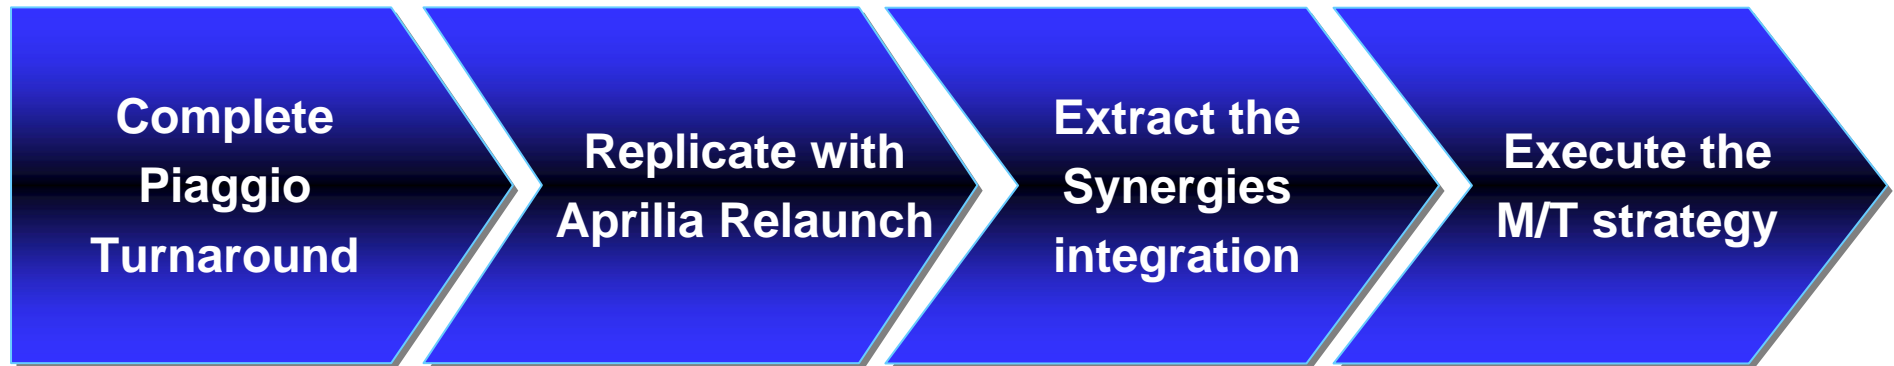 Complete
Piaggio
Turnaround
Replicate with
Aprilia Relaunch
Extract the
Synergies
integration
Execute the
M/T strategy